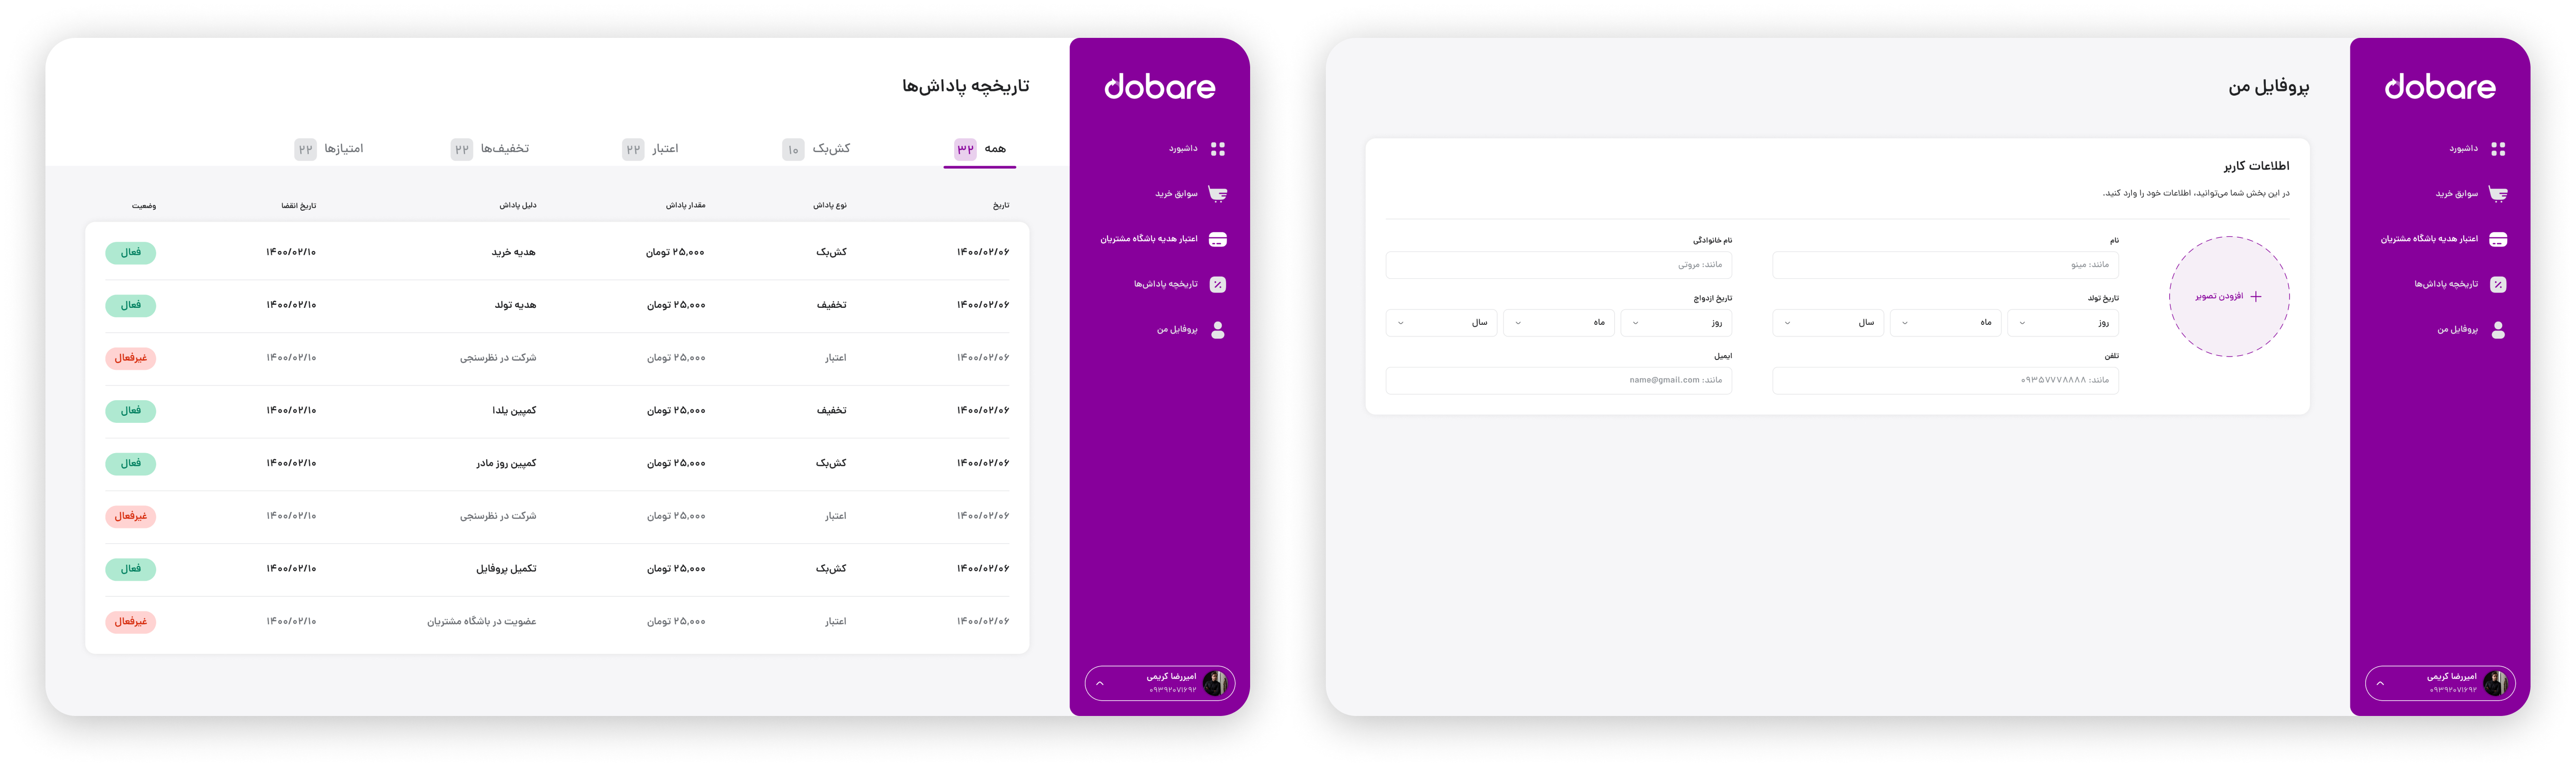 dobare
داشبورد
سوابق خرید
اعتبار هدیه باشگاه مشتریان
تاریخچه پاداش‌ها
پروفایل من
امیررضا کریمی
۰۹۳۹۲۰۷۱۶۹۲
پروفایل من
اطلاعات کاربر
در این بخش شما می‌توانید، اطلاعات خود را وارد کنید.
افزودن تصویر
نام
نام خانوادگی
مانند: مینو
مانند: مروتی
تاریخ تولد
تاریخ ازدواج
روز ماه سال
روز ماه سال
تلفن
ایمیل
مانند: ۰۹۳۵۷۷۷۸۸۸۸
مانند: name@gmail.com
dobare
داشبورد
سوابق خرید
اعتبار هدیه باشگاه مشتریان
تاریخچه پاداش‌ها
پروفایل من
امیررضا کریمی
۰۹۳۹۲۰۷۱۶۹۲
تاریخچه پاداش‌ها
همه ۳۲ کش‌بک ۱۰ اعتبار ۲۲ تخفیف‌ها ۲۲ امتیازها ۲۲
تاریخ نوع پاداش مقدار پاداش دلیل پاداش تاریخ انقضا وضعیت
۱۴۰۰/۰۲/۰۶ کش‌بک ۲۵,۰۰۰ تومان هدیه خرید ۱۴۰۰/۰۲/۱۰ فعال
۱۴۰۰/۰۲/۰۶ تخفیف ۲۵,۰۰۰ تومان هدیه تولد ۱۴۰۰/۰۲/۱۰ فعال
۱۴۰۰/۰۲/۰۶ اعتبار ۲۵,۰۰۰ تومان شرکت در نظرسنجی ۱۴۰۰/۰۲/۱۰ غیرفعال
۱۴۰۰/۰۲/۰۶ تخفیف ۲۵,۰۰۰ تومان کمپین یلدا ۱۴۰۰/۰۲/۱۰ فعال
۱۴۰۰/۰۲/۰۶ کش‌بک ۲۵,۰۰۰ تومان کمپین روز مادر ۱۴۰۰/۰۲/۱۰ فعال
۱۴۰۰/۰۲/۰۶ اعتبار ۲۵,۰۰۰ تومان شرکت در نظرسنجی ۱۴۰۰/۰۲/۱۰ غیرفعال
۱۴۰۰/۰۲/۰۶ کش‌بک ۲۵,۰۰۰ تومان تکمیل پروفایل ۱۴۰۰/۰۲/۱۰ فعال
۱۴۰۰/۰۲/۰۶ اعتبار ۲۵,۰۰۰ تومان عضویت در باشگاه مشتریان ۱۴۰۰/۰۲/۱۰ غیرفعال